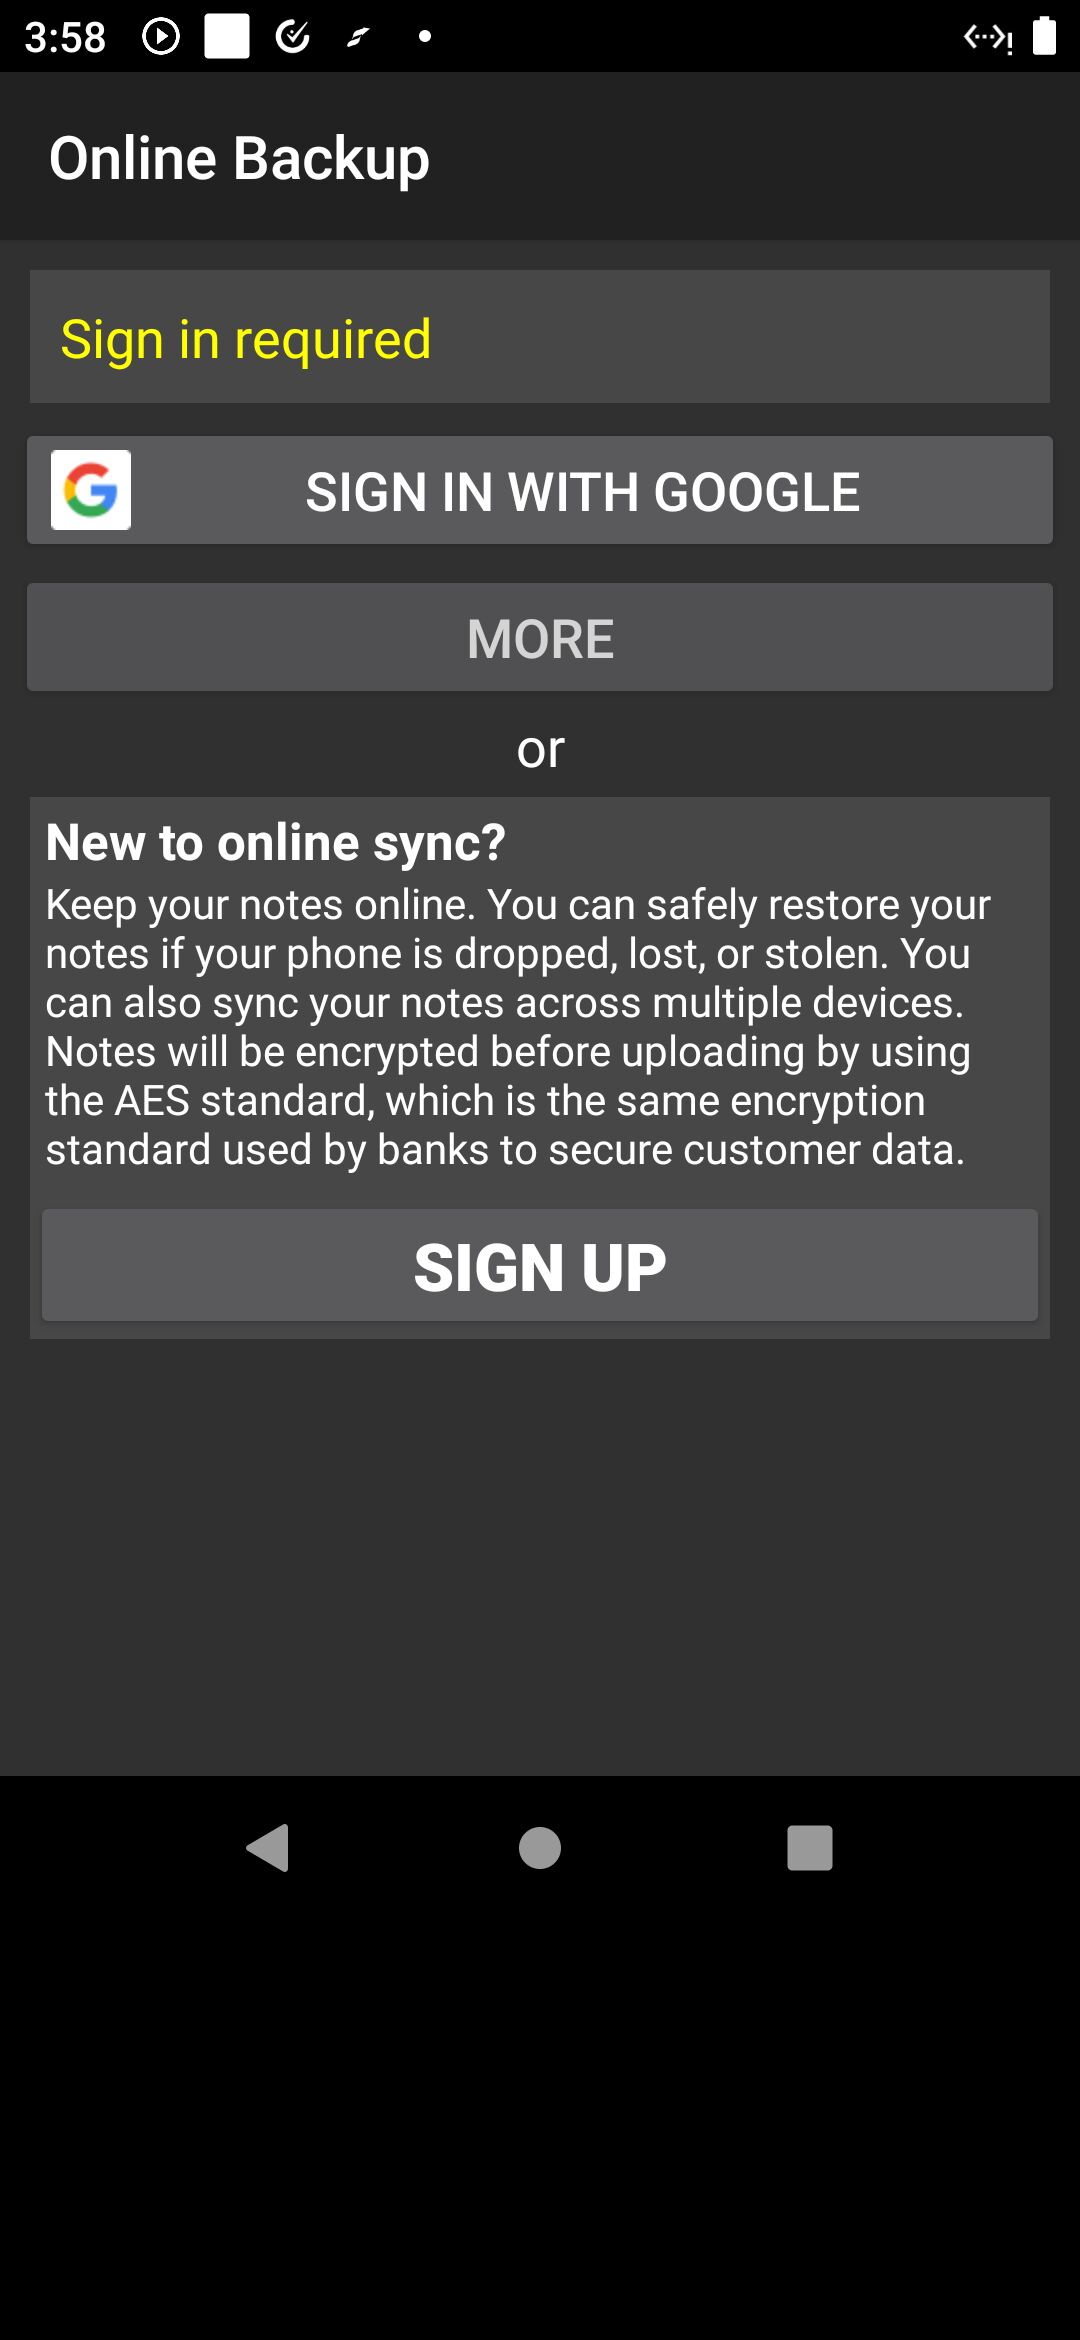 3:58
Online Backup
Sign in required
SIGN IN WITH GOOGLE
MORE
or
New to online sync?
Keep your notes online. You can safely restore your
notes if your phone is dropped, lost, or stolen. You
can also sync your notes across multiple devices.
Notes will be encrypted before uploading by using
the AES standard, which is the same encryption
standard used by banks to secure customer data.
SIGN UP